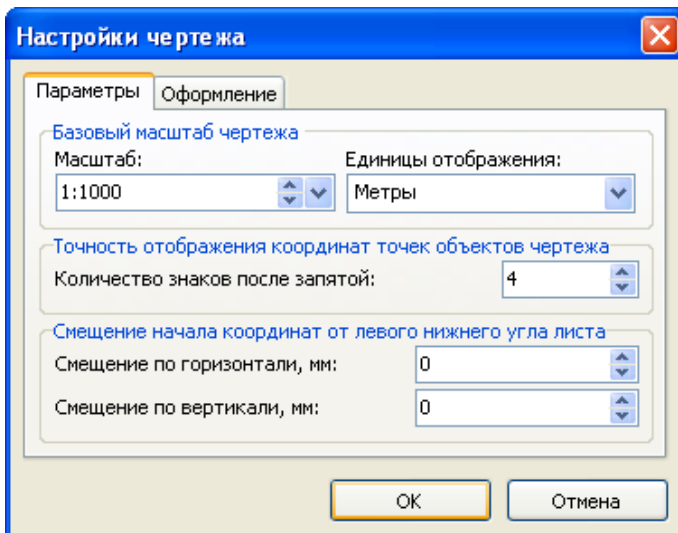 Настройки чертежа
Параметры Оформление
Базовый масштаб чертежа
Масштаб: Единицы отображения:
1:1000 Метры
Точность отображения координат точек объектов чертежа
Количество знаков после запятой: 4
Смещение начала координат от левого нижнего угла листа
Смещение по горизонтали, мм: 0
Смещение по вертикали, мм: 0
ОК Отмена